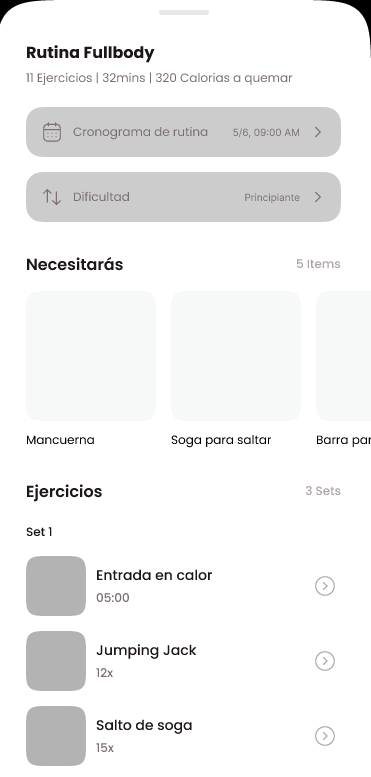 Rutina Fullbody
11 Ejercicios | 32mins | 320 Calorias a quemar
Cronograma de rutina 5/6, 09:00 AM
Dificultad Principiante
Necesitarás 5 Items
Mancuerna Soga para saltar Barra par
Ejercicios 3 Sets
Set 1
Entrada en calor
05:00
Jumping Jack
12x
Salto de soga
15x